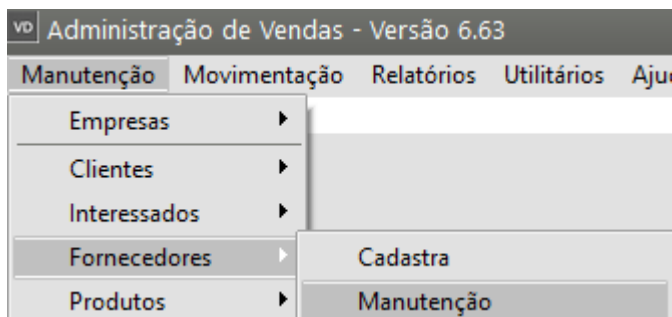 VD Administração de Vendas - Versão 6.63
Manutenção Movimentação Relatórios Utilitários
Empresas
Clientes
Interessados
Fornecedores Cadastra
Produtos Manutenção